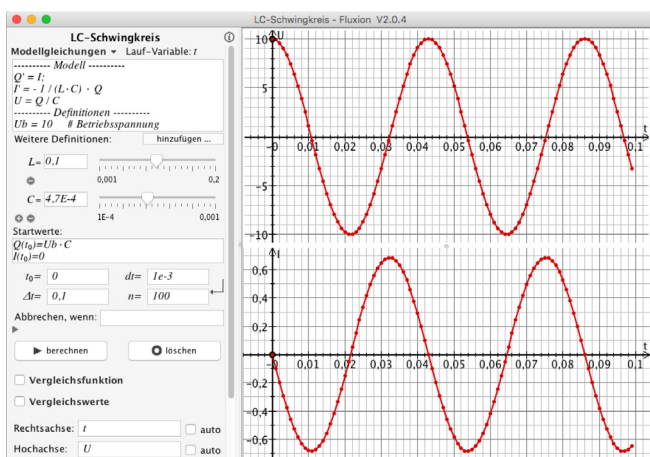 LC-Schwingkreis - Fluxion V2.0.4
LC-Schwingkreis
Modellgleichungen Lauf-Variable: t
---------- Modell ----------
Q' = I;
I' = - 1 / (L·C) · Q
U = Q / C
---------- Definitionen ----------
Ub = 10 # Betriebsspannung
Weitere Definitionen: hinzufügen ...
L= 0,1
0,001 0,2
C= 4,7E-4
1E-4 0,001
Startwerte:
Q(t₀)=Ub·C
I(t₀)=0
t₀= 0 dt= 1e-3
Δt= 0,1 n= 100
Abbrechen, wenn:
berechnen löschen
Vergleichsfunktion
Vergleichswerte
Rechtsachse: t auto
Hochachse: U auto
10 U
5
t
0 0,01 0,02 0,03 0,04 0,05 0,06 0,07 0,08 0,09 0,1
-5
-10
I
0,6
0,4
0,2
t
0 0,01 0,02 0,03 0,04 0,05 0,06 0,07 0,08 0,09 0,1
-0,2
-0,4
-0,6